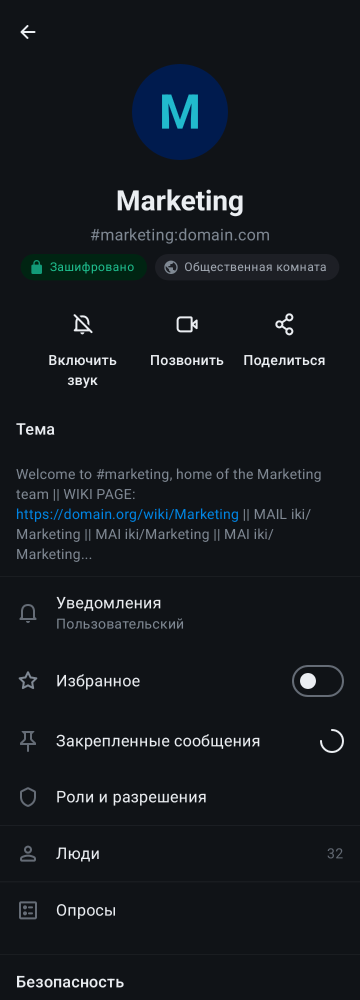 M
Marketing
#marketing:domain.com
Зашифровано
Общественная комната
Включить
звук
Позвонить
Поделиться
Тема
Welcome to #marketing, home of the Marketing
team || WIKI PAGE:
https://domain.org/wiki/Marketing || MAIL iki/
Marketing || MAI iki/Marketing || MAI iki/
Marketing...
Уведомления
Пользовательский
Избранное
Закрепленные сообщения
Роли и разрешения
Люди 32
Опросы
Безопасность